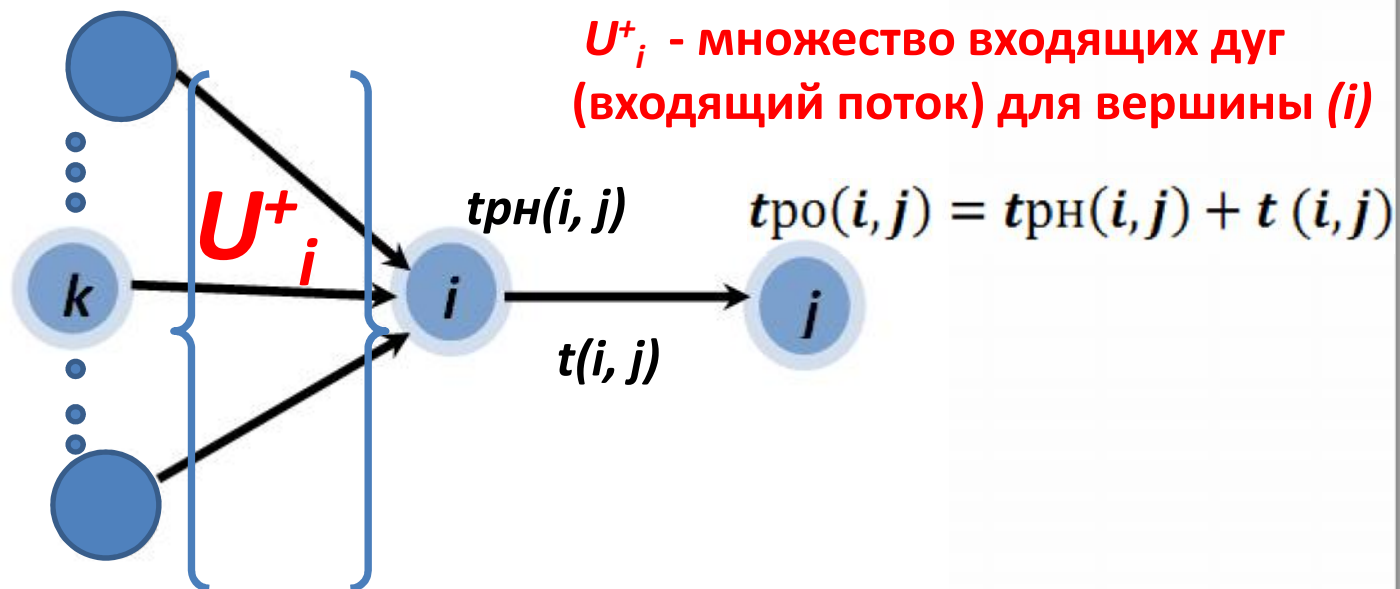 U⁺ᵢ - множество входящих дуг
(входящий поток) для вершины (i)
U⁺ᵢ
tрн(i, j)
tро(i, j) = tрн(i, j) + t (i, j)
k
i
j
t(i, j)